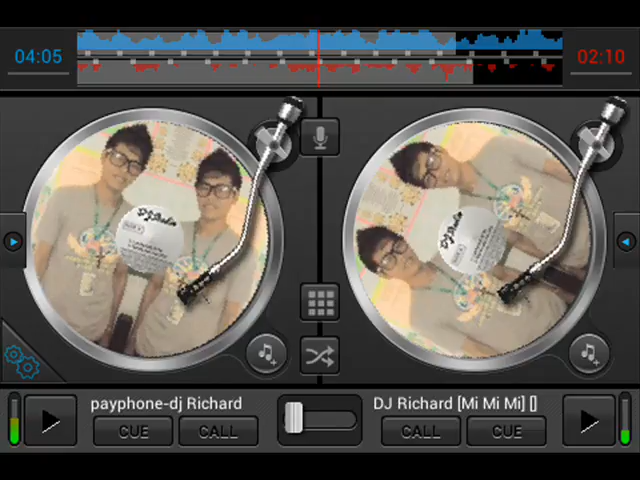 04:05
02:10
payphone-dj Richard
DJ Richard [Mi Mi Mi] []
CUE
CALL
CALL
CUE